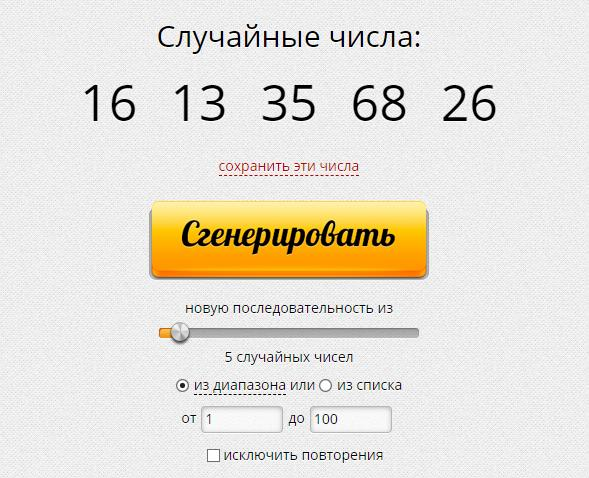 Случайные числа:
16 13 35 68 26
сохранить эти числа
Сгенерировать
новую последовательность из
5 случайных чисел
из диапазона или из списка
от 1 до 100
исключить повторения